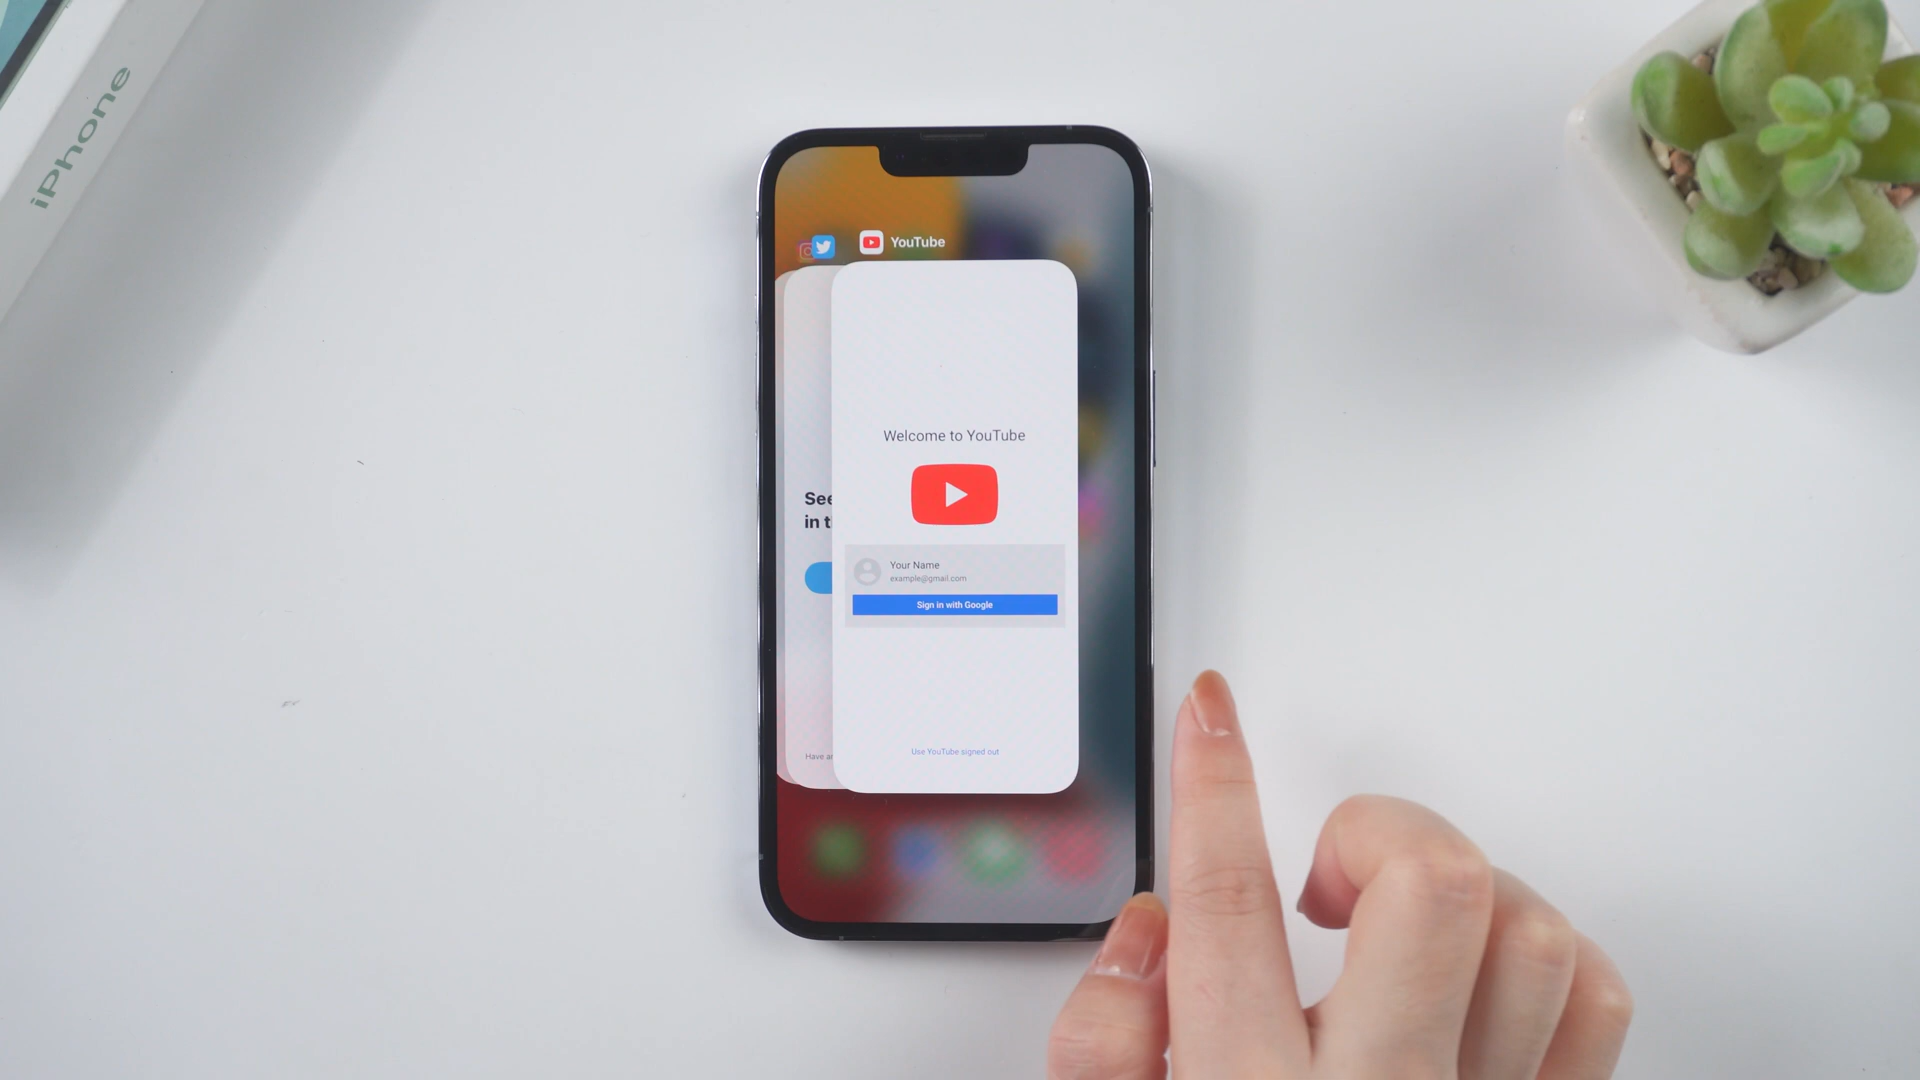 iPhone
YouTube
Welcome to YouTube
See
in t
Your Name
example@gmail.com
Sign in with Google
Have a
Use YouTube signed out